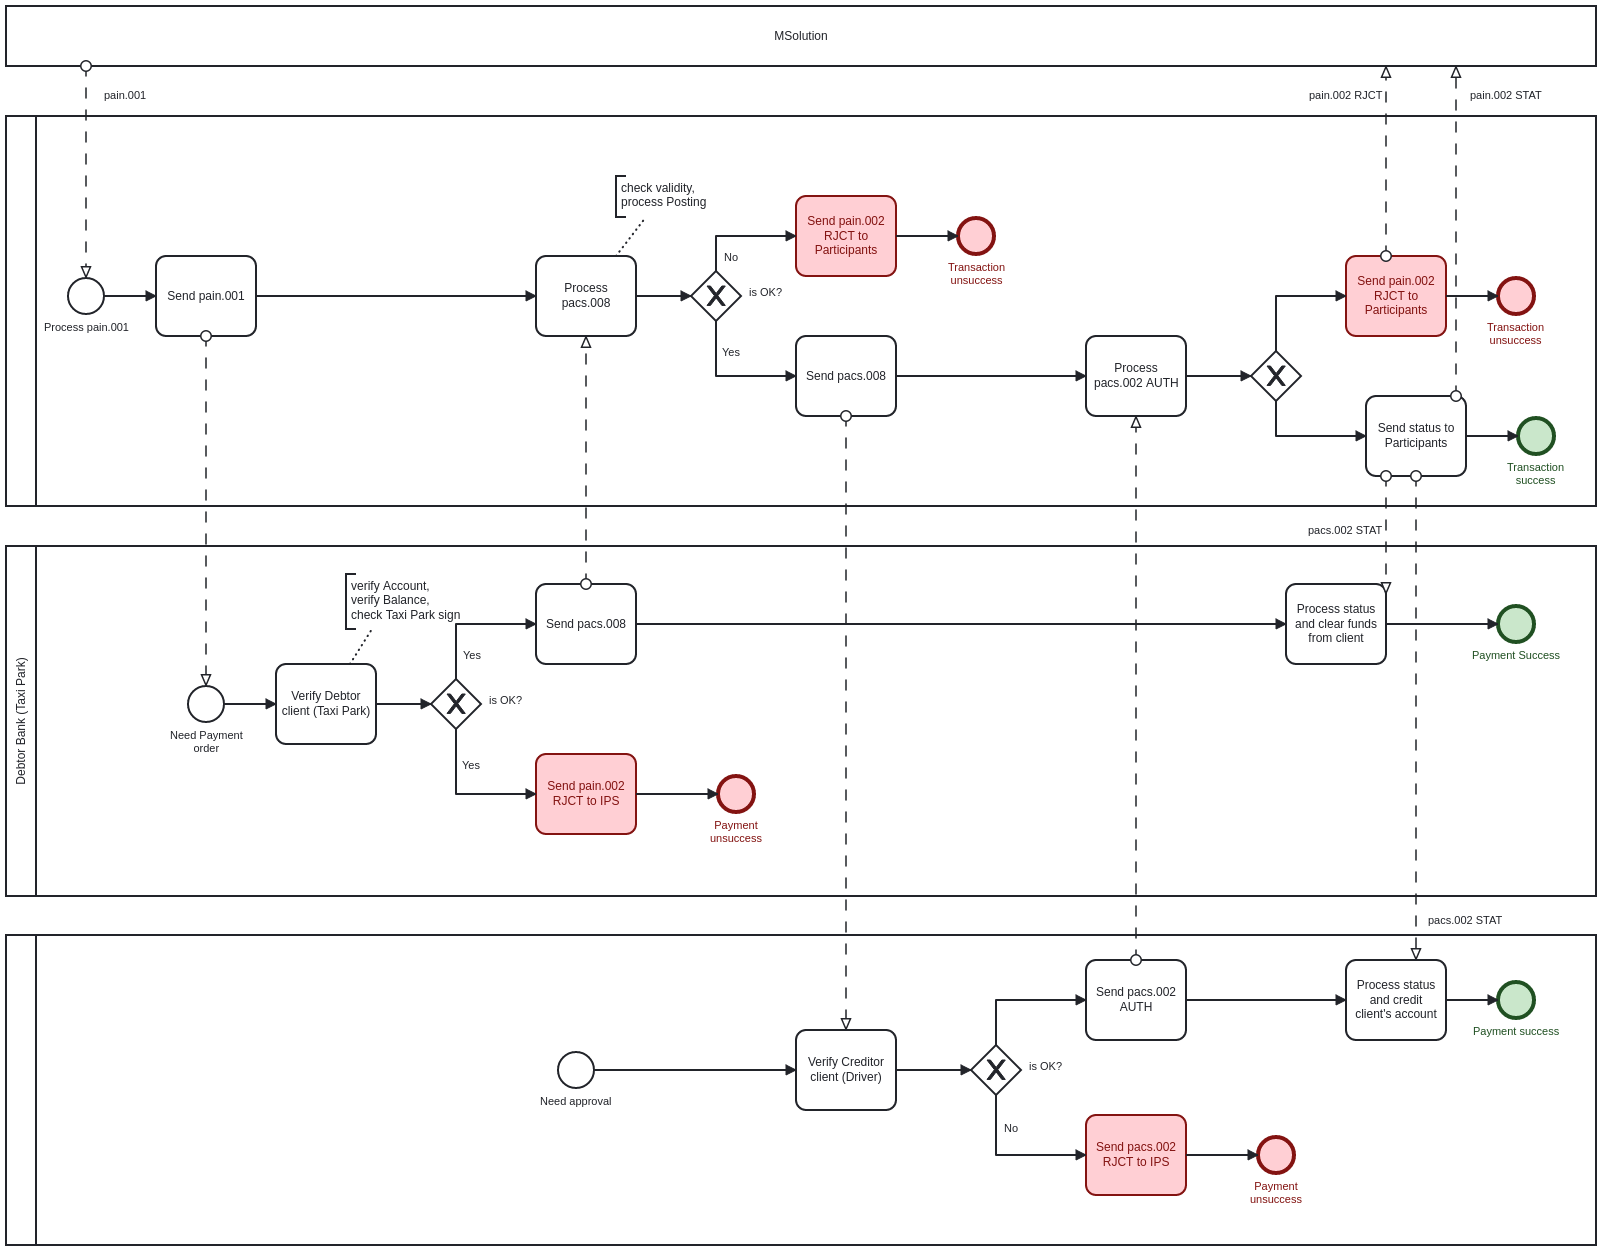 MSolution
pain.001
pain.002 RJCT
pain.002 STAT
check validity,
process Posting
Send pain.002
RJCT to
Participants
Transaction
unsuccess
No
is OK?
Yes
Process pain.001
Send pain.001
Process
pacs.008
Send pacs.008
Process
pacs.002 AUTH
Send pain.002
RJCT to
Participants
Transaction
unsuccess
Send status to
Participants
Transaction
success
pacs.002 STAT
Debtor Bank (Taxi Park)
verify Account,
verify Balance,
check Taxi Park sign
Need Payment
order
Verify Debtor
client (Taxi Park)
Yes
is OK?
Yes
Send pacs.008
Send pain.002
RJCT to IPS
Payment
unsuccess
Process status
and clear funds
from client
Payment Success
pacs.002 STAT
Need approval
Verify Creditor
client (Driver)
is OK?
No
Send pacs.002
AUTH
Process status
and credit
client's account
Payment success
Send pacs.002
RJCT to IPS
Payment
unsuccess